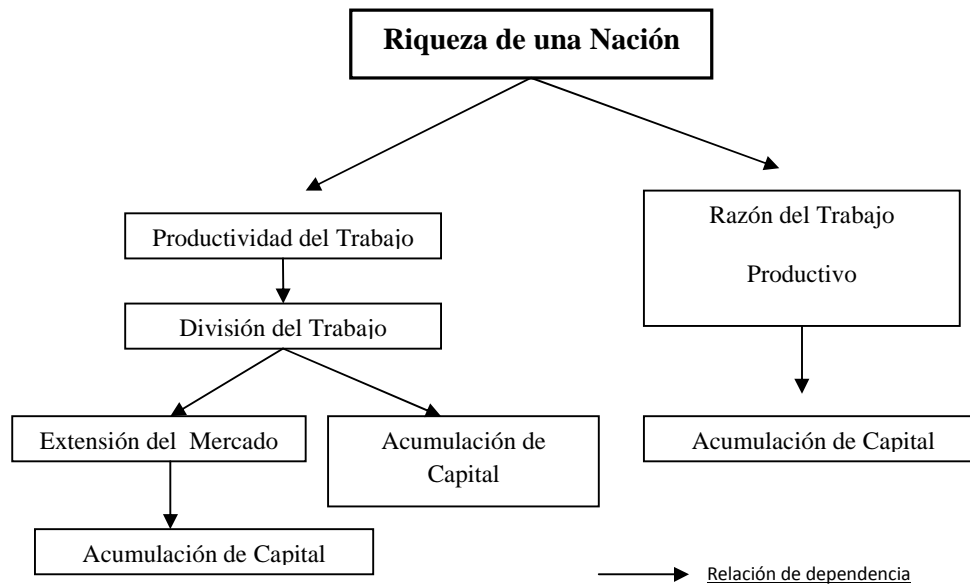 Riqueza de una Nación
Productividad del Trabajo
División del Trabajo
Extensión del Mercado
Acumulación de
Capital
Acumulación de Capital
Razón del Trabajo
Productivo
Acumulación de Capital
Relación de dependencia